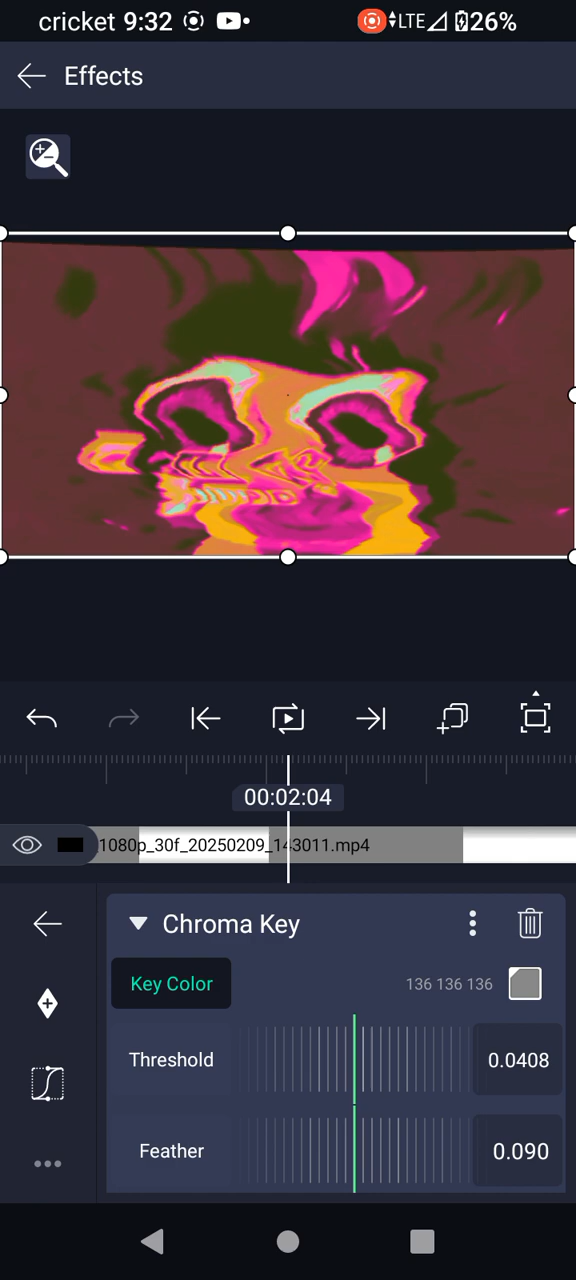 cricket 9:32 LTE 26%
Effects
00:02:04
1080p_30f_20250209_143011.mp4
Chroma Key
Key Color 136 136 136
Threshold 0.0408
Feather 0.090